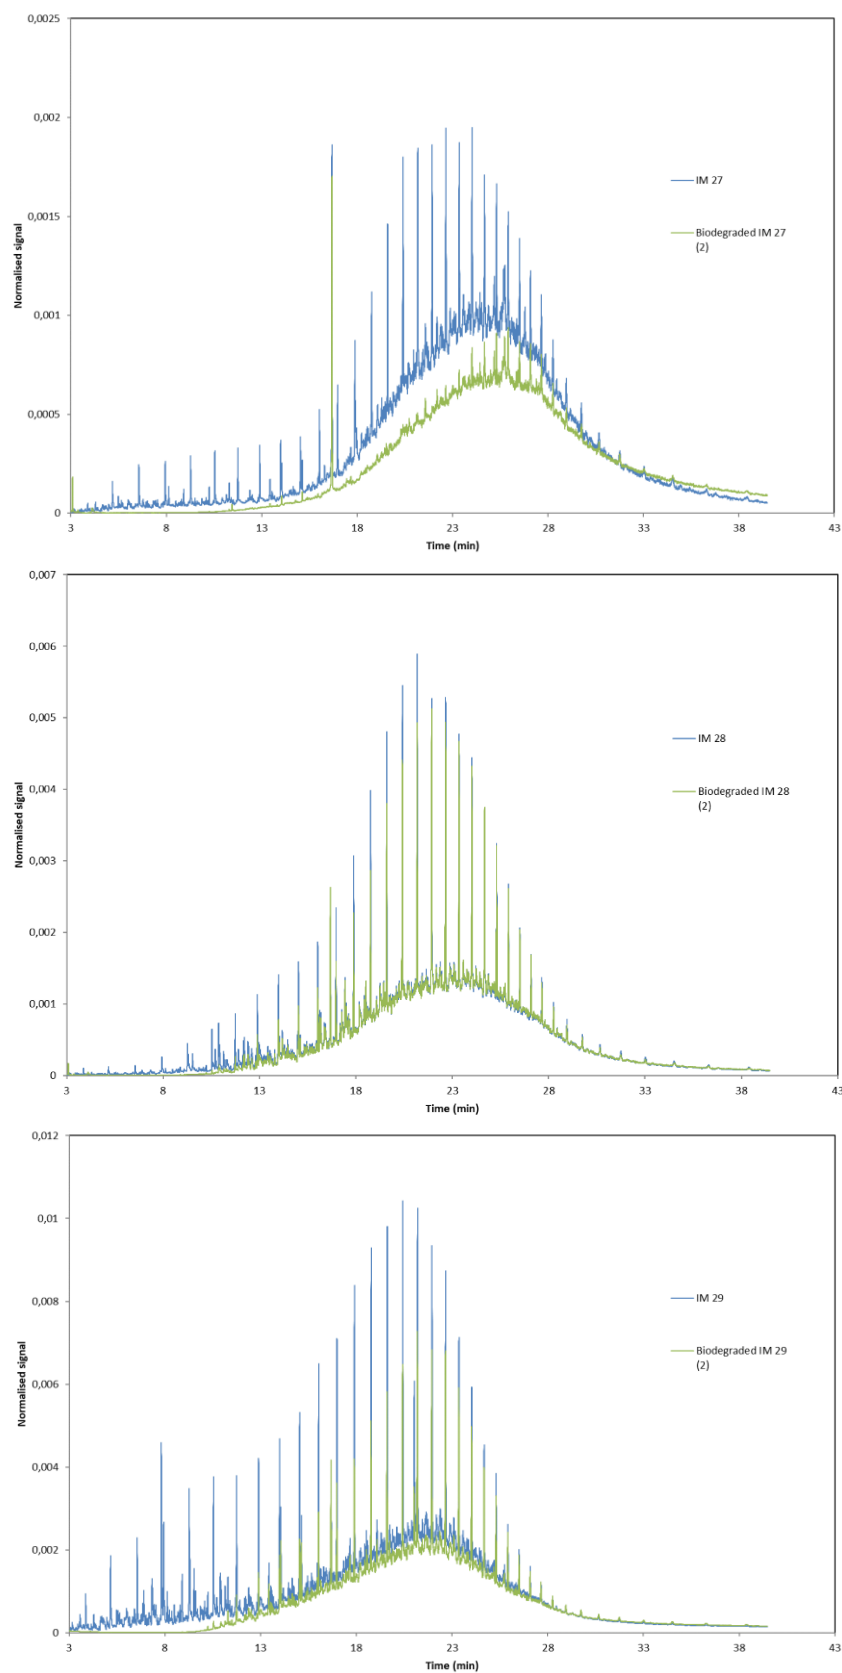 0,0025
0,002
0,0015
0,001
0,0005
0
Normalised signal
IM 27
Biodegraded IM 27
(2)
3 8 13 18 23 28 33 38 43
Time (min)
0,007
0,006
0,005
0,004
0,003
0,002
0,001
0
Normalised signal
IM 28
Biodegraded IM 28
(2)
3 8 13 18 23 28 33 38 43
Time (min)
0,012
0,01
0,008
0,006
0,004
0,002
0
Normalised signal
IM 29
Biodegraded IM 29
(2)
3 8 13 18 23 28 33 38 43
Time (min)